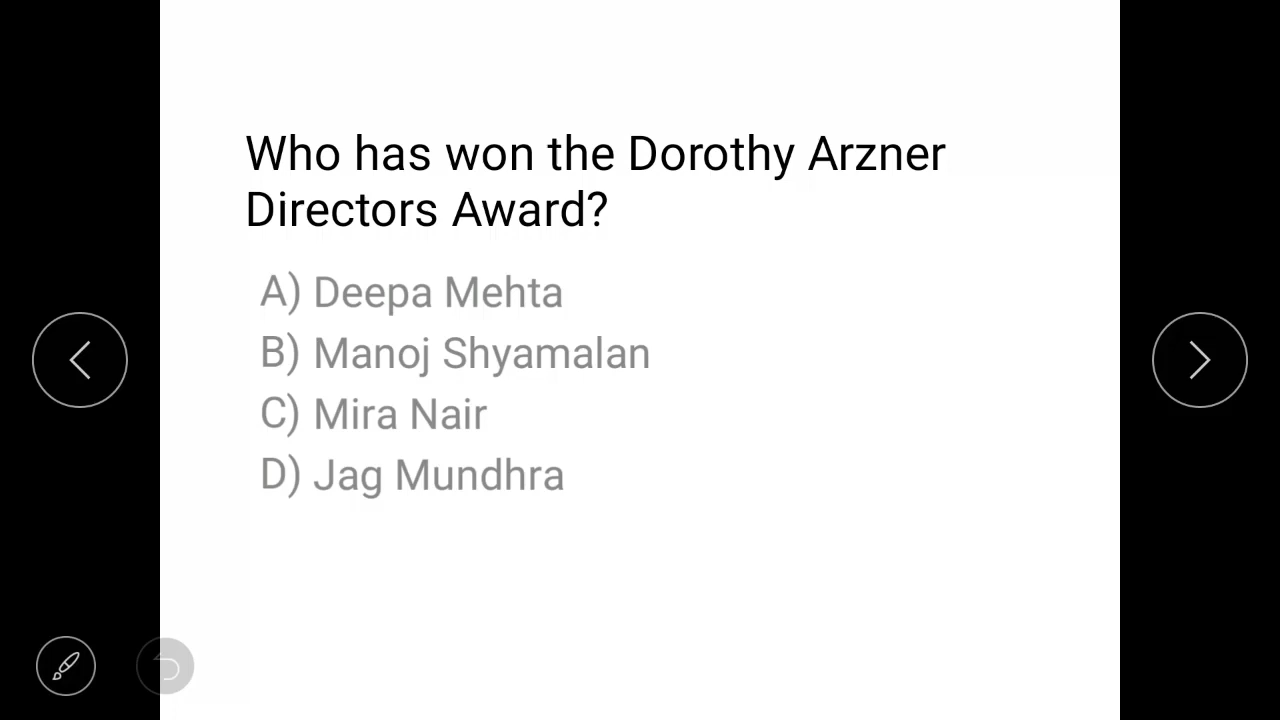 Who has won the Dorothy Arzner
Directors Award?
A) Deepa Mehta
B) Manoj Shyamalan
C) Mira Nair
D) Jag Mundhra